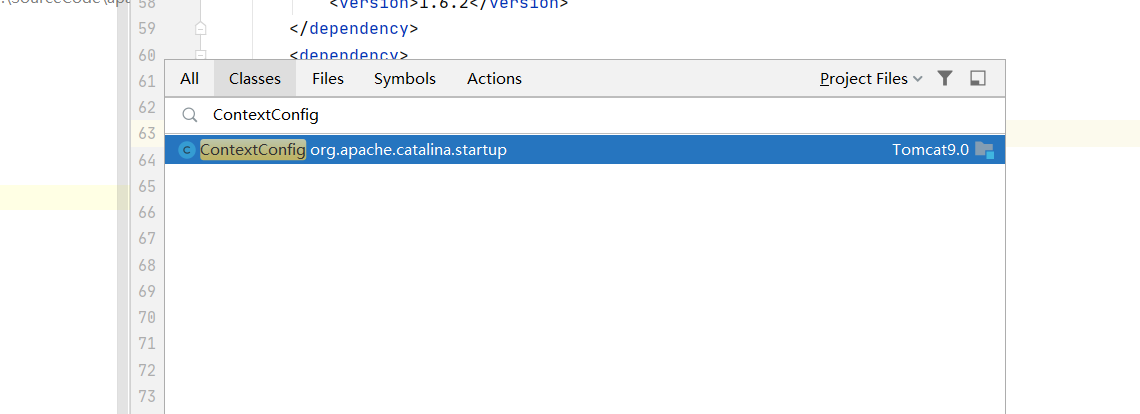 :\SourceCode\apa
58 <version>1.6.2</version>
59 </dependency>
60 <dependency>
61
All Classes Files Symbols Actions Project Files
62
ContextConfig
63
64 ContextConfig org.apache.catalina.startup Tomcat9.0
65
66
67
68
69
70
71
72
73